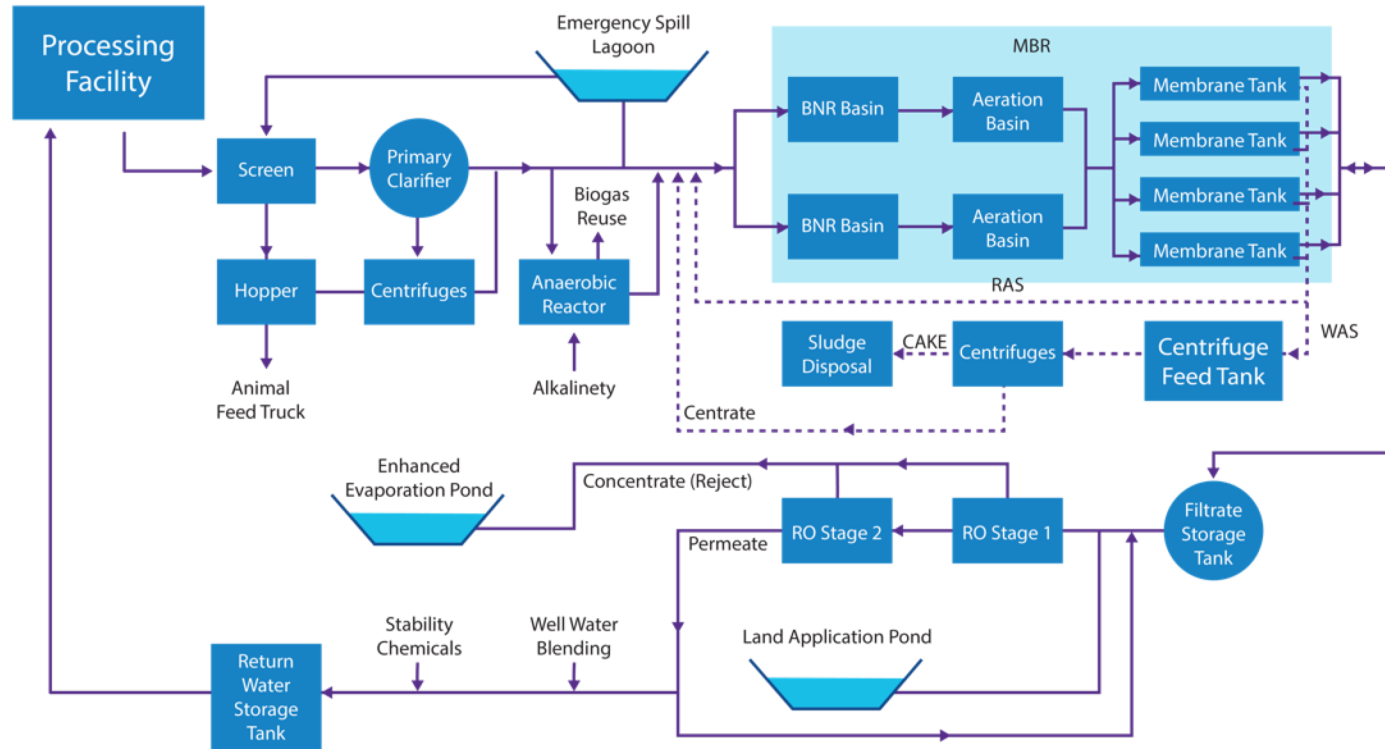 Processing
Facility
Emergency Spill
Lagoon
MBR
Screen
Primary
Clarifier
Hopper
Centrifuges
Biogas
Reuse
Anaerobic
Reactor
Animal
Feed Truck
Alkalinety
BNR Basin
Aeration
Basin
Membrane Tank
Membrane Tank
BNR Basin
Aeration
Basin
Membrane Tank
Membrane Tank
RAS
WAS
Sludge
Disposal
CAKE
Centrifuges
Centrifuge
Feed Tank
Centrate
Enhanced
Evaporation Pond
Concentrate (Reject)
Permeate
RO Stage 2
RO Stage 1
Filtrate
Storage
Tank
Stability
Chemicals
Well Water
Blending
Land Application Pond
Return
Water
Storage
Tank